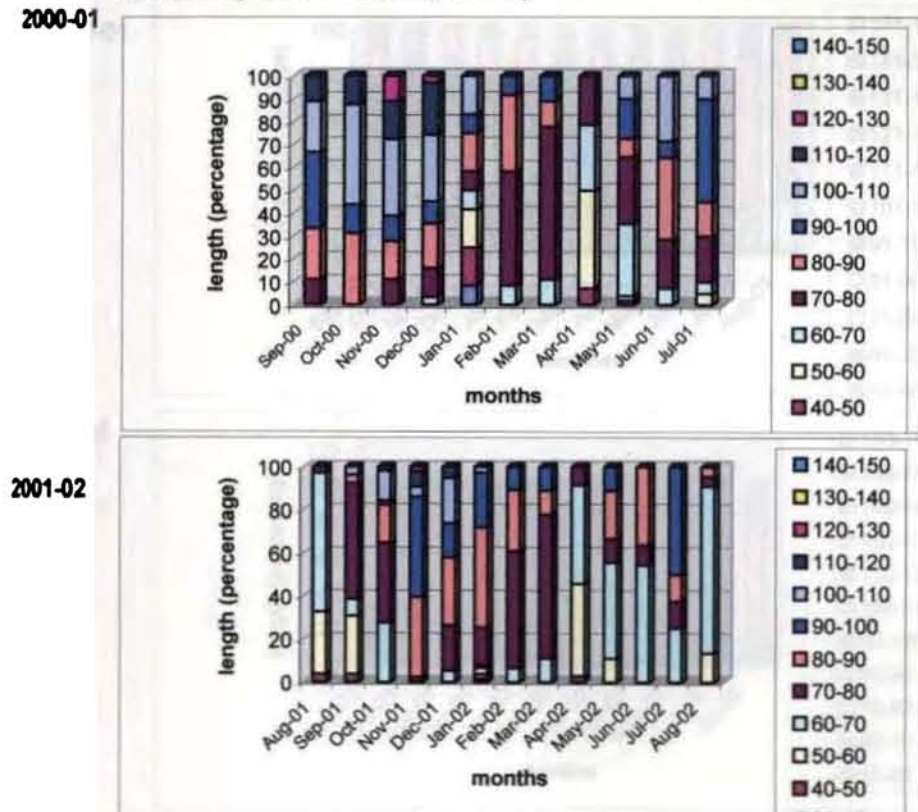 2000-01
length (percentage)
100
90
80
70
60
50
40
30
20
10
0
Sep-00
Oct-00
Nov-00
Dec-00
Jan-01
Feb-01
Mar-01
Apr-01
May-01
Jun-01
Jul-01
months
140-150
130-140
120-130
110-120
100-110
90-100
80-90
70-80
60-70
50-60
40-50
2001-02
length (percentage)
100
80
60
40
20
0
Aug-01
Sep-01
Oct-01
Nov-01
Dec-01
Jan-02
Feb-02
Mar-02
Apr-02
May-02
Jun-02
Jul-02
Aug-02
months
140-150
130-140
120-130
110-120
100-110
90-100
80-90
70-80
60-70
50-60
40-50